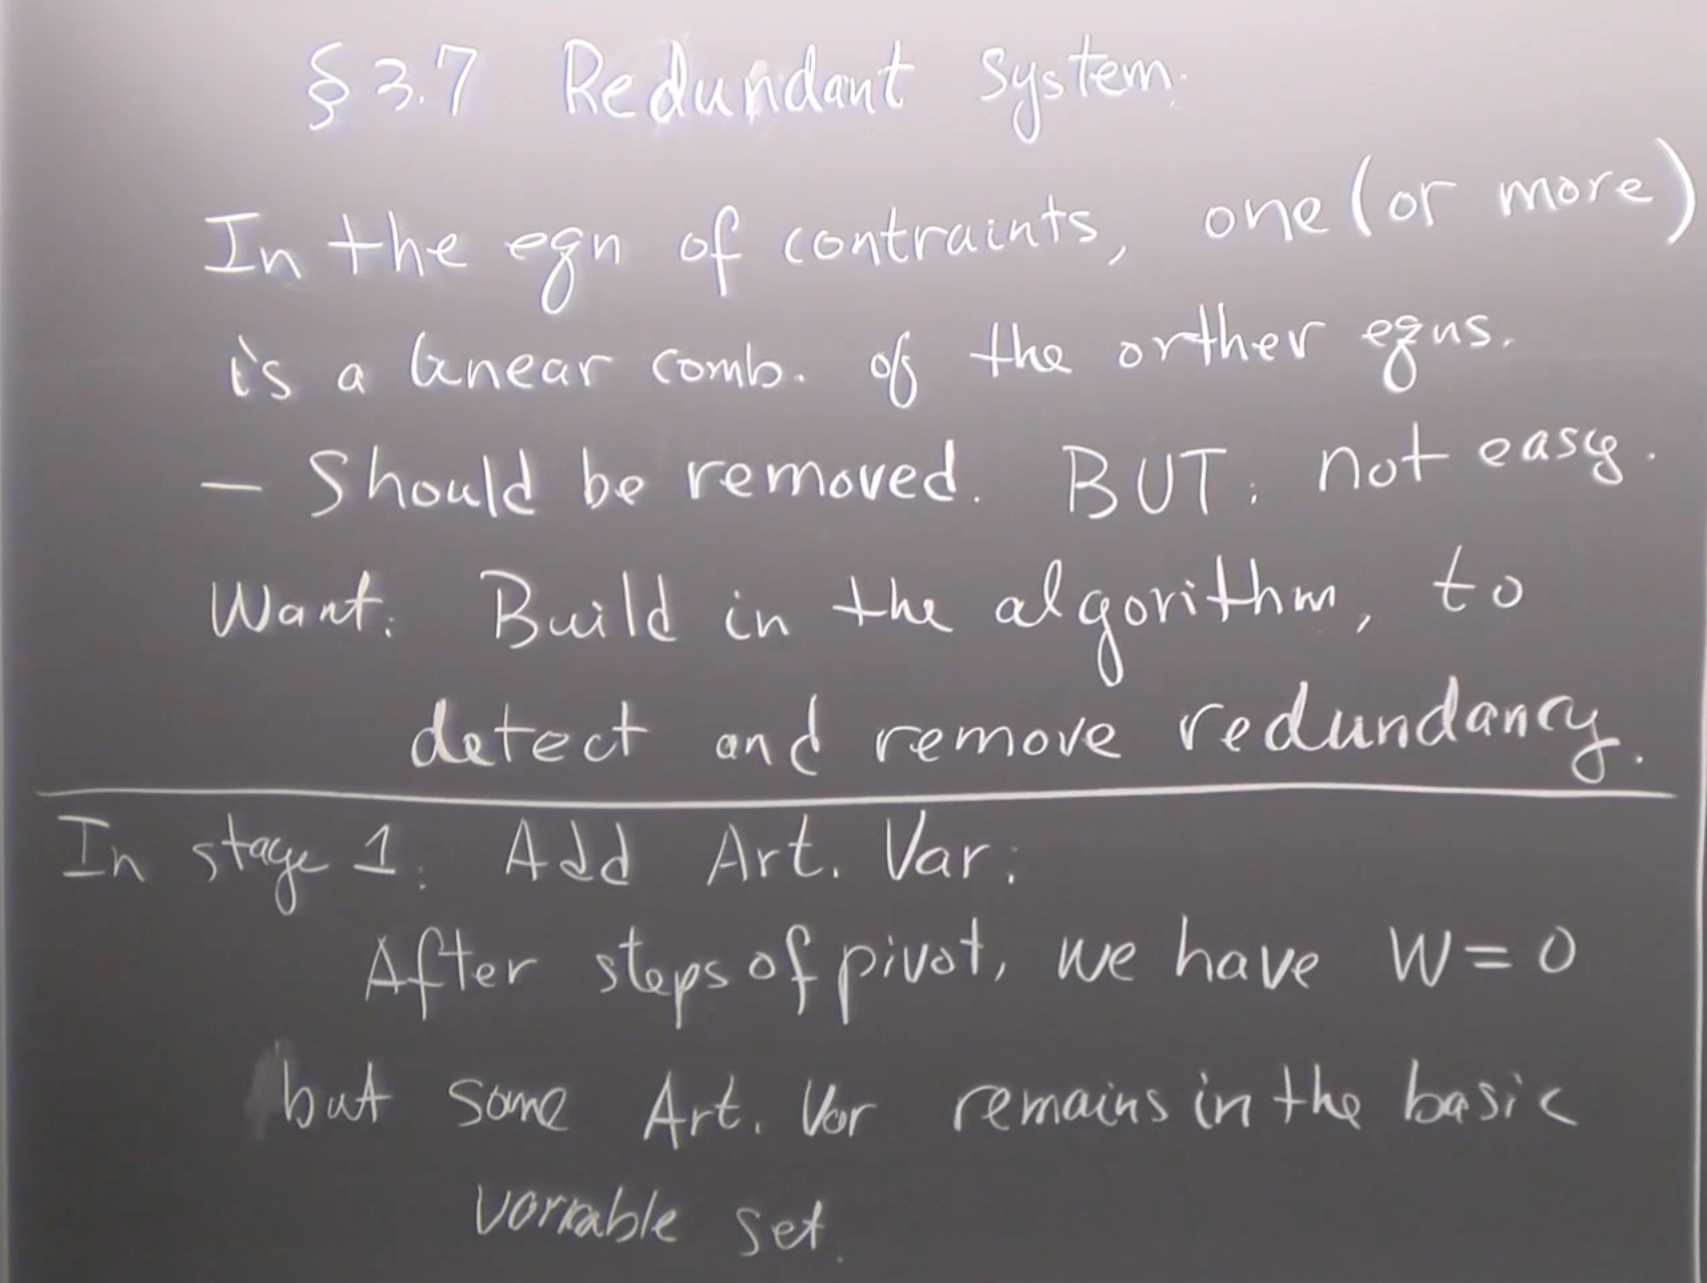 § 3.7 Redundant System.
In the eqn of contraints, one (or more)
is a linear comb. of the orther eqns.
— Should be removed. BUT: not easy.
Want: Build in the algorithm, to
detect and remove redundancy.
In stage 1: Add Art. Var:
After steps of pivot, we have W = 0
but some Art. Var remains in the basic
variable set.